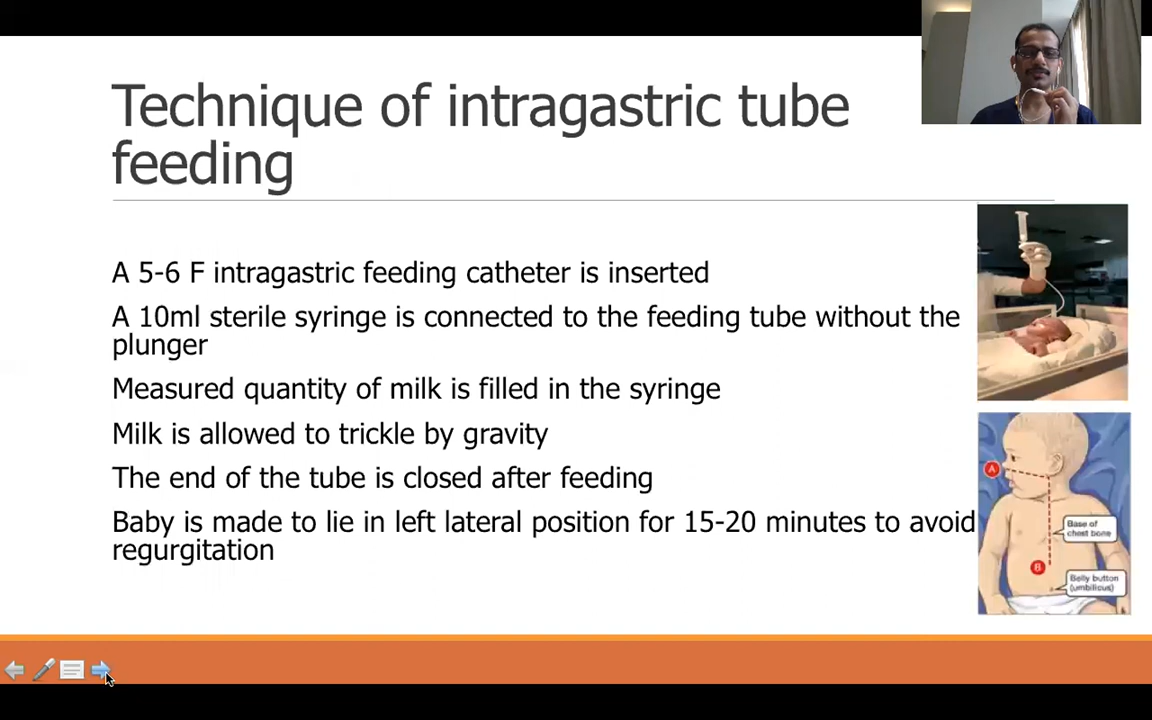 Technique of intragastric tube
feeding
A 5-6 F intragastric feeding catheter is inserted
A 10ml sterile syringe is connected to the feeding tube without the
plunger
Measured quantity of milk is filled in the syringe
Milk is allowed to trickle by gravity
The end of the tube is closed after feeding
Baby is made to lie in left lateral position for 15-20 minutes to avoid
regurgitation
A
Base of
chest bone
B
Belly button
(umbilicus)